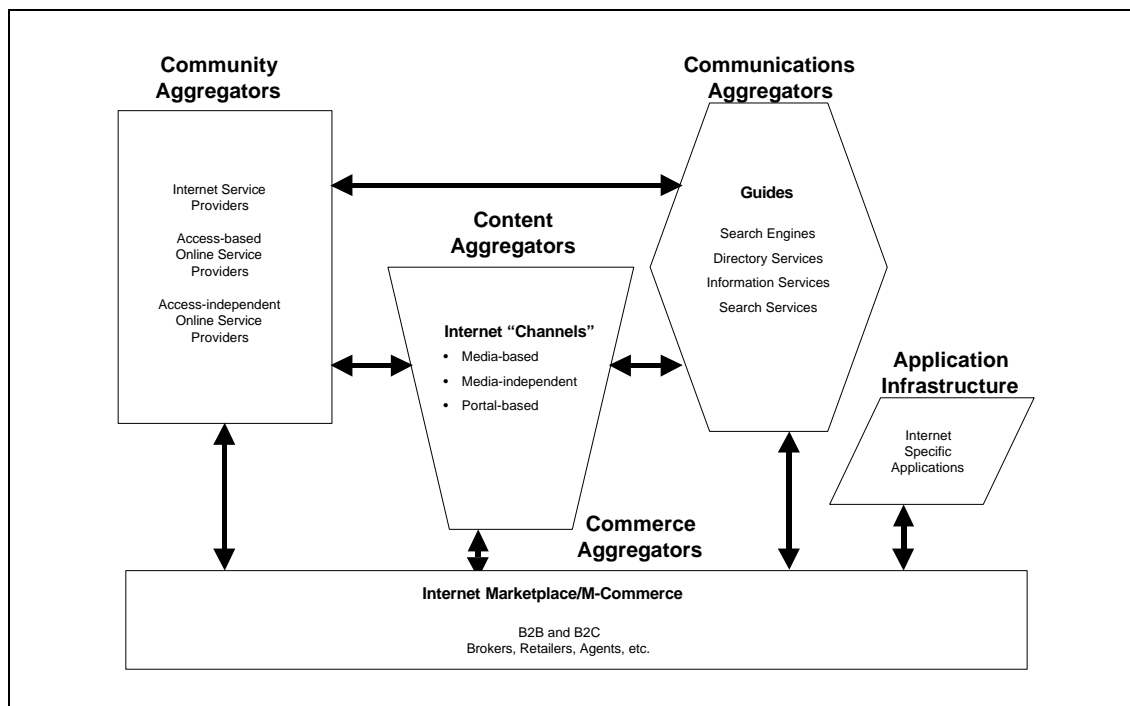 Community
Aggregators
Internet Service
Providers
Access-based
Online Service
Providers
Access-independent
Online Service
Providers
Content
Aggregators
Internet “Channels”
• Media-based
• Media-independent
• Portal-based
Communications
Aggregators
Guides
Search Engines
Directory Services
Information Services
Search Services
Application
Infrastructure
Internet
Specific
Applications
Commerce
Aggregators
Internet Marketplace/M-Commerce
B2B and B2C
Brokers, Retailers, Agents, etc.